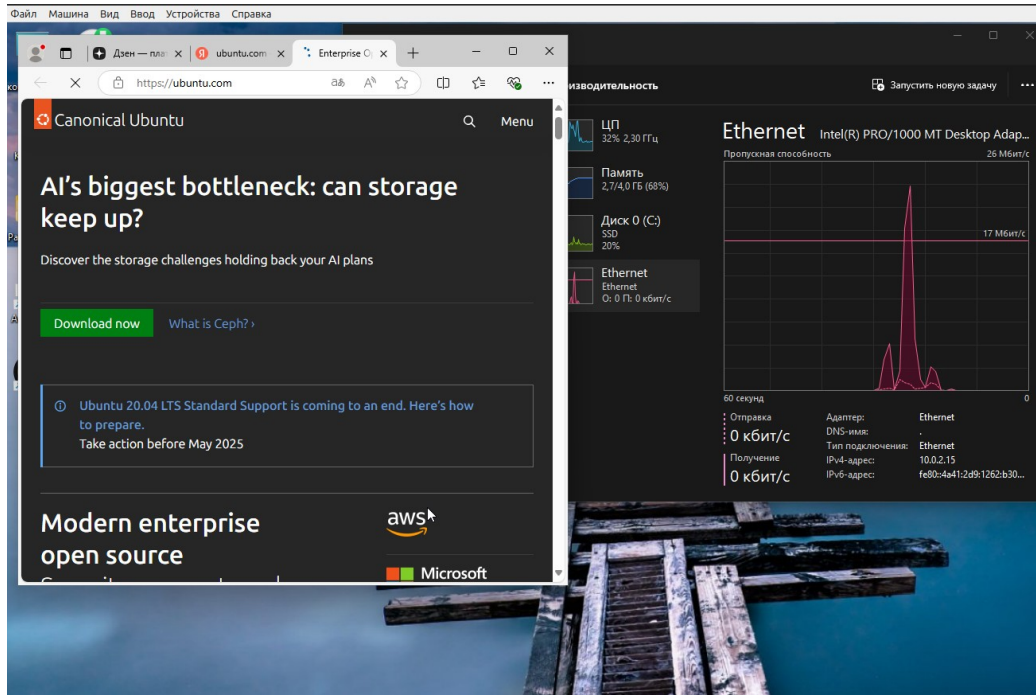 Файл Машина Вид Ввод Устройства Справка
Дзен — пла
ubuntu.com
Enterprise O
https://ubuntu.com
Canonical Ubuntu
Menu
AI's biggest bottleneck: can storage
keep up?
Discover the storage challenges holding back your AI plans
Download now
What is Ceph? ›
Ubuntu 20.04 LTS Standard Support is coming to an end. Here's how
to prepare.
Take action before May 2025
Modern enterprise
open source
aws
Microsoft
изводительность
Запустить новую задачу
ЦП
32% 2,30 ГГц
Память
2,7/4,0 ГБ (68%)
Диск 0 (C:)
SSD
20%
Ethernet
Ethernet
О: 0 П: 0 кбит/с
Ethernet Intel(R) PRO/1000 MT Desktop Adap...
Пропускная способность 26 Мбит/с
17 Мбит/с
60 секунд 0
Отправка
0 кбит/с
Получение
0 кбит/с
Адаптер: Ethernet
DNS-имя: .
Тип подключения: Ethernet
IPv4-адрес: 10.0.2.15
IPv6-адрес: fe80::4a41:2d9:1262:b30...